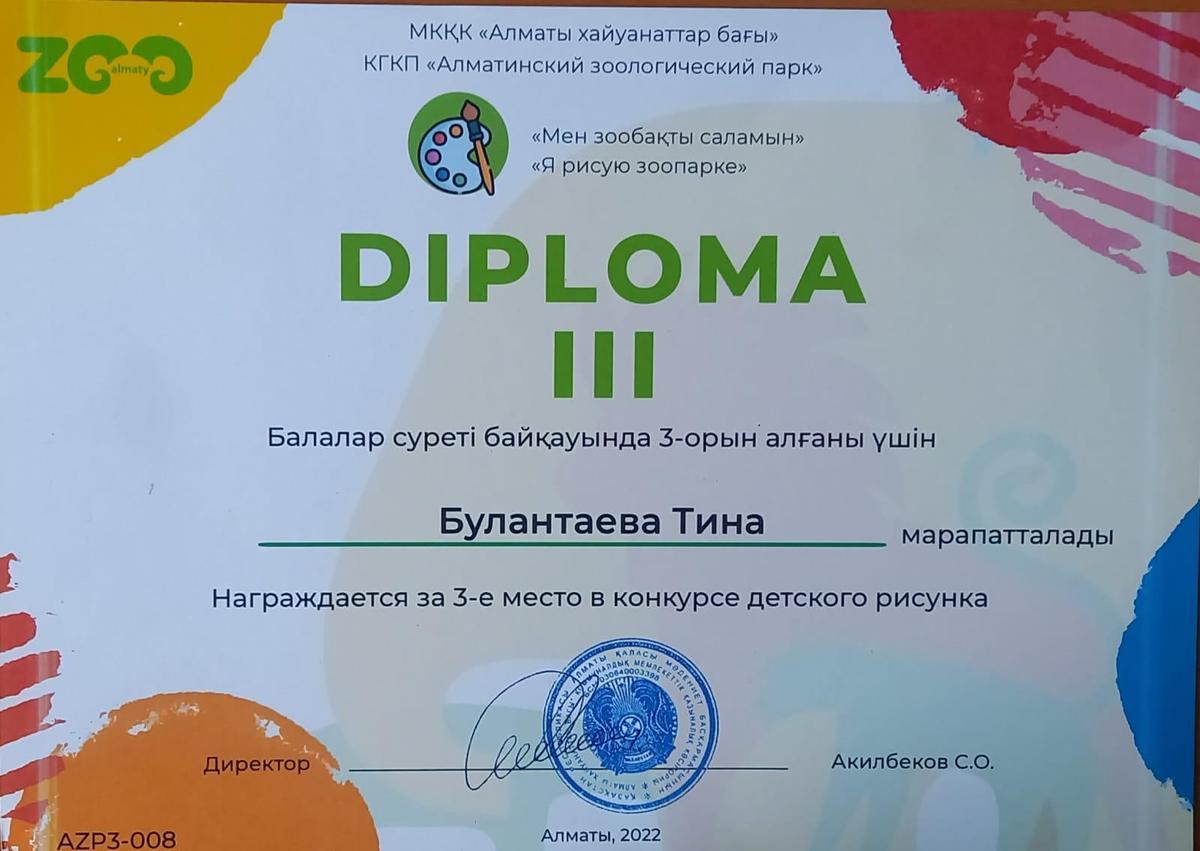 ZOO
almaty
МКҚК «Алматы хайуанаттар бағы»
КГКП «Алматинский зоологический парк»
«Мен зообақты саламын»
«Я рисую зоопарке»
DIPLOMA
III
Балалар суреті байқауында 3-орын алғаны үшін
Булантаева Тина
марапатталады
Награждается за 3-е место в конкурсе детского рисунка
Директор
Акилбеков С.О.
АZP3-008
Алматы, 2022